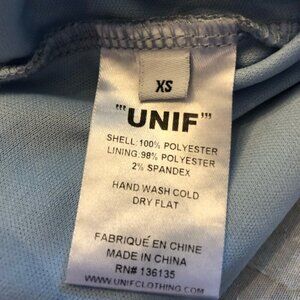 XS
"'UNIF'"
SHELL:100% POLYESTER
LINING:98% POLYESTER
2% SPANDEX
HAND WASH COLD
DRY FLAT
FABRIQUÉ EN CHINE
MADE IN CHINA
RN# 136135
WWW.UNIFCLOTHING.COM